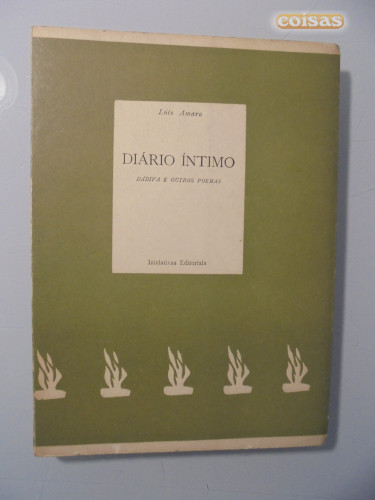 coisas
Luís Amaro
DIÁRIO ÍNTIMO
DÁDIVA E OUTROS POEMAS
Iniciativas Editoriais